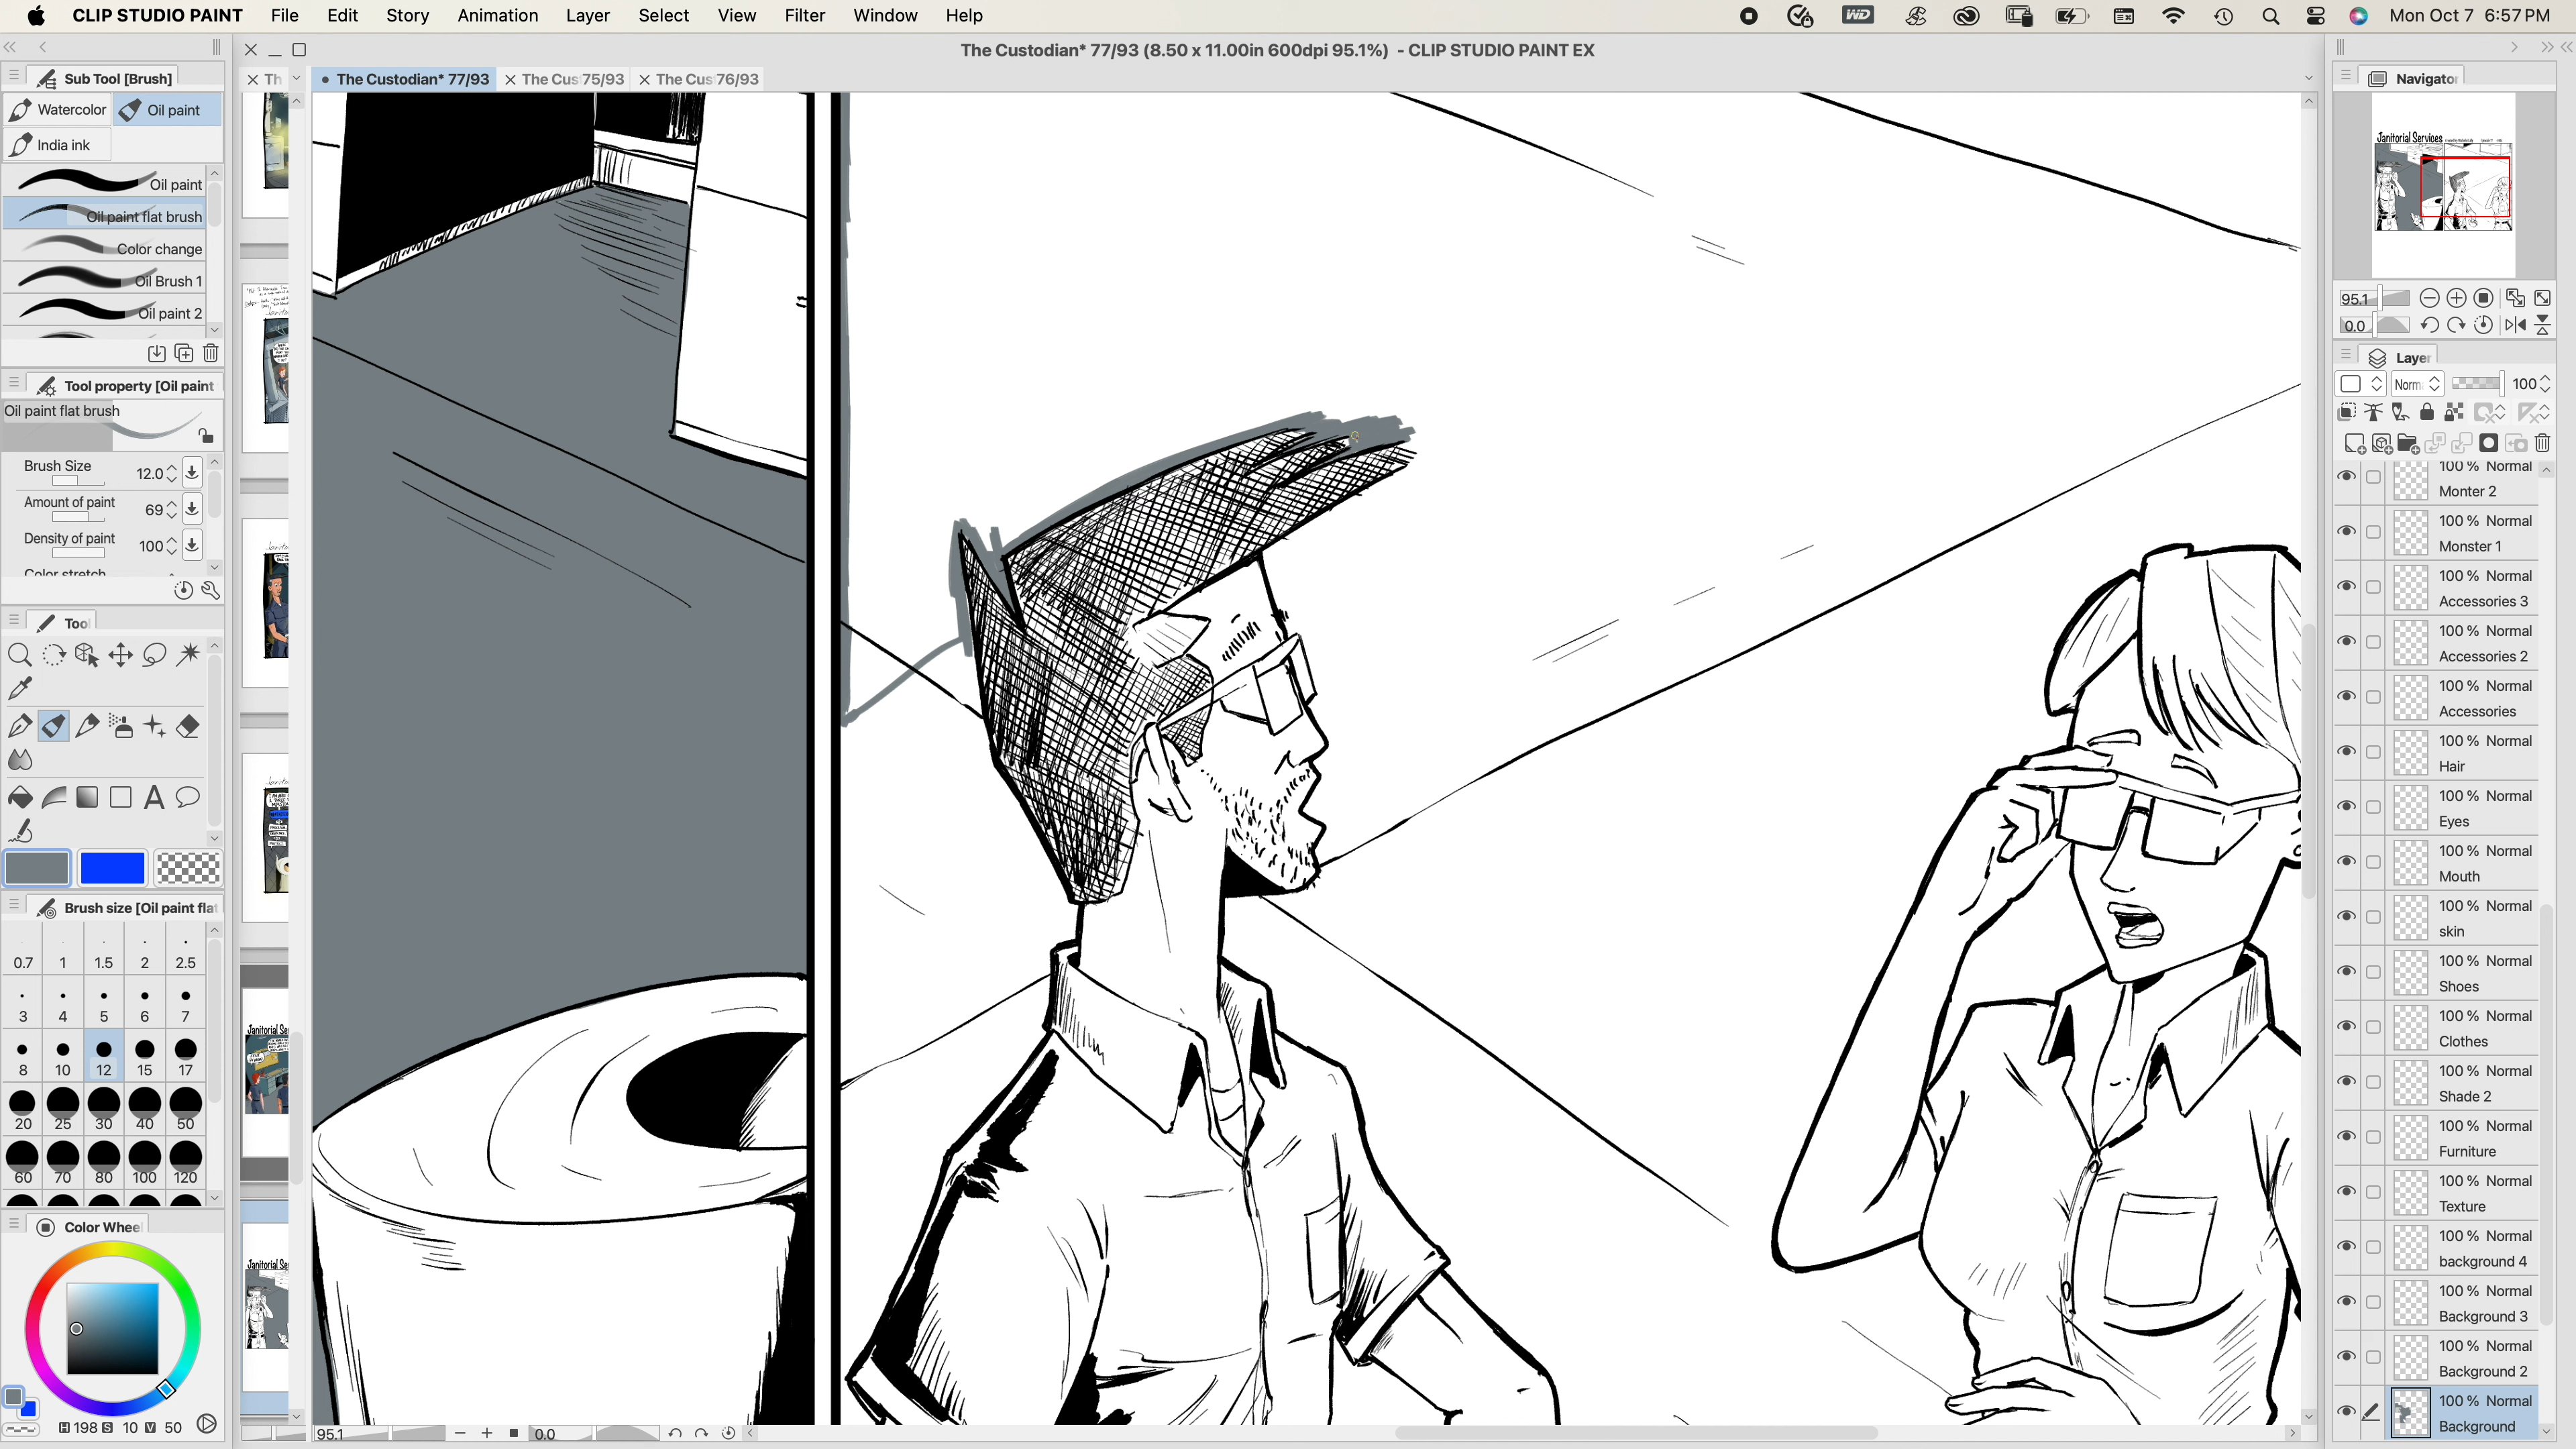 CLIP STUDIO PAINT File Edit Story Animation Layer Select View Filter Window Help
WD
Mon Oct 7 6:57 PM
The Custodian* 77/93 (8.50 x 11.00in 600dpi 95.1%) - CLIP STUDIO PAINT EX
Th
The Custodian* 77/93
The Cus 75/93
The Cus 76/93
Sub Tool [Brush]
Watercolor
Oil paint
India ink
Oil paint
Oil paint flat brush
Color change
Oil Brush 1
Oil paint 2
Tool property [Oil paint
Oil paint flat brush
Brush Size 12.0
Amount of paint 69
Density of paint 100
Color stretch
Tool
A
Brush size [Oil paint flat
0.7 1 1.5 2 2.5
3 4 5 6 7
8 10 12 15 17
20 25 30 40 50
60 70 80 100 120
Color Wheel
H 198 S 10 V 50
Janitorial Ser
Janitorial Ser
95.1 0.0
Navigator
Janitorial Services
95.1
0.0
Layer
Norm 100
100 % Normal
Monter 2
100 % Normal
Monster 1
100 % Normal
Accessories 3
100 % Normal
Accessories 2
100 % Normal
Accessories
100 % Normal
Hair
100 % Normal
Eyes
100 % Normal
Mouth
100 % Normal
skin
100 % Normal
Shoes
100 % Normal
Clothes
100 % Normal
Shade 2
100 % Normal
Furniture
100 % Normal
Texture
100 % Normal
background 4
100 % Normal
Background 3
100 % Normal
Background 2
100 % Normal
Background